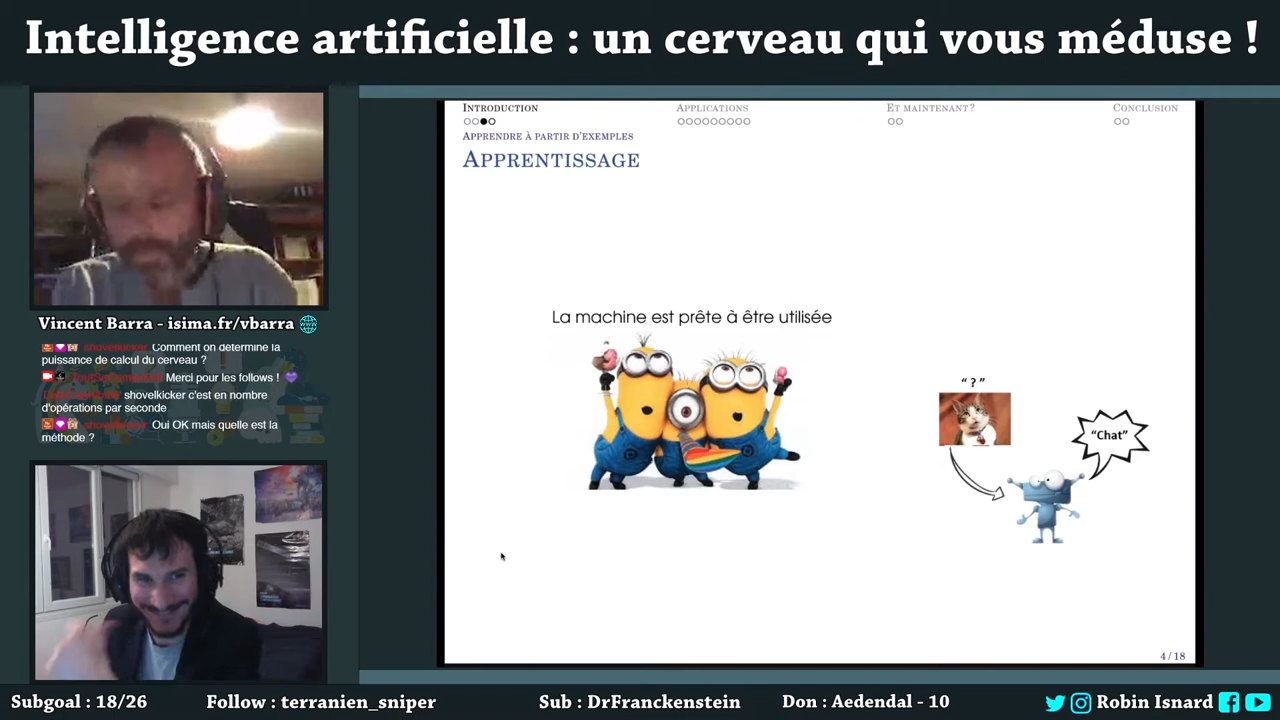 Intelligence artificielle : un cerveau qui vous méduse !
Vincent Barra - isima.fr/vbarra
Comment on determine la
puissance de calcul du cerveau ?
Merci pour les follows !
shovelkicker c'est en nombre
d'opérations par seconde
Oui OK mais quelle est la
méthode ?
INTRODUCTION
APPLICATIONS
ET MAINTENANT?
CONCLUSION
APPRENDRE À PARTIR D'EXEMPLES
APPRENTISSAGE
La machine est prête à être utilisée
“ ? ”
“Chat”
4 / 18
Subgoal : 18/26
Follow : terranien_sniper
Sub : DrFranckenstein
Don : Aedendal - 10
Robin Isnard